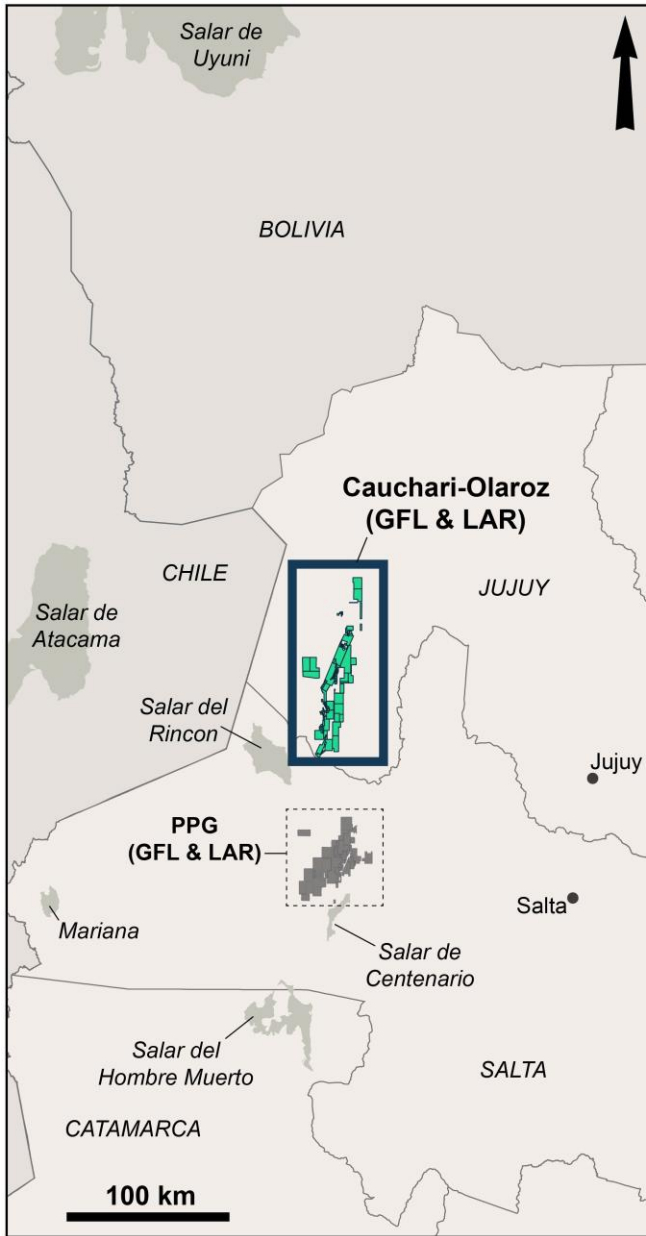 Salar de
Uyuni
BOLIVIA
Cauchari-Olaroz
(GFL & LAR)
CHILE
JUJUY
Salar de
Atacama
Salar del
Rincon
Jujuy
PPG
(GFL & LAR)
Salta
Mariana
Salar de
Centenario
Salar del
Hombre Muerto
SALTA
CATAMARCA
100 km